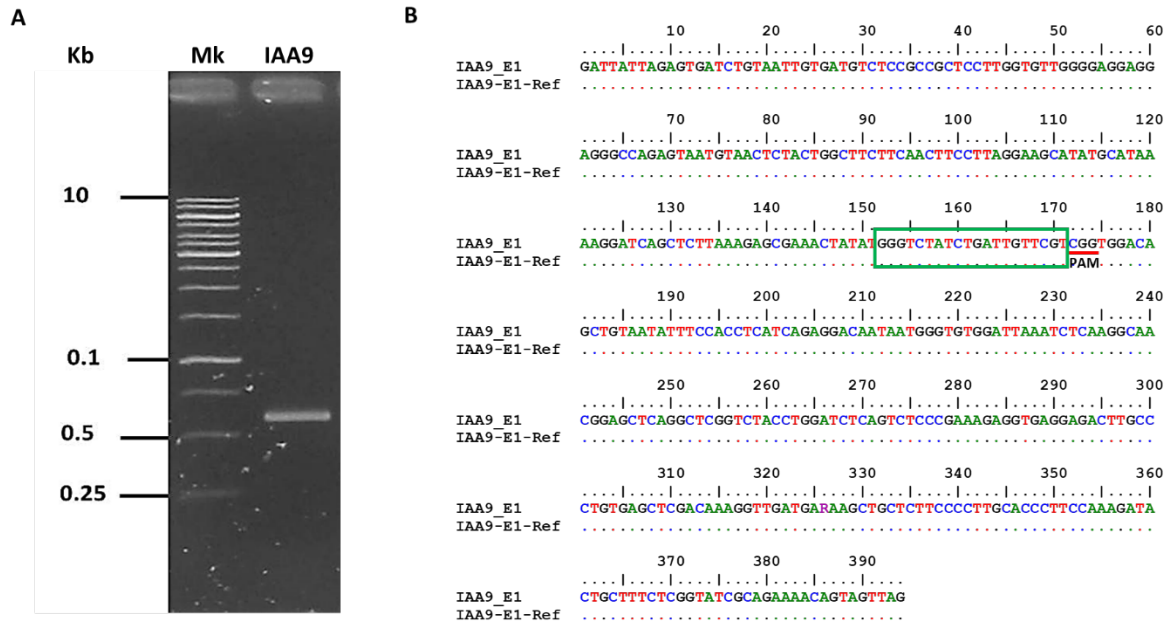 A
Kb Mk IAA9
10
0.1
0.5
0.25
B
10 20 30 40 50 60
IAA9_E1 GATTATTAGAGTGATCTGTAATTGTGATGTCTCCGCCGCTCCTTGGTGTTGGGGAGGAGG
IAA9-E1-Ref
70 80 90 100 110 120
IAA9_E1 AGGGCCAGAGTAATGTAACTCTACTGGCTTCTTCAACTTCCTTAGGAAGCATATGCATAA
IAA9-E1-Ref
130 140 150 160 170 180
IAA9_E1 AAGGATCAGCTCTTAAAGAGCGAAACTATATGGGTCTATCTGATTGTTCGTCGGTGGACA
IAA9-E1-Ref
PAM
190 200 210 220 230 240
IAA9_E1 GCTGTAATATTTCCACCTCATCAGAGGACAATAATGGGTGTGGATTAAATCTCAAGGCAA
IAA9-E1-Ref
250 260 270 280 290 300
IAA9_E1 CGGAGCTCAGGCTCGGTCTACCTGGATCTCAGTCTCCCGAAAGAGGTGAGGAGACTTGCC
IAA9-E1-Ref
310 320 330 340 350 360
IAA9_E1 CTGTGAGCTCGACAAAGGTTGATGARAAGCTGCTCTTCCCCTTGCACCCTTCCAAAGATA
IAA9-E1-Ref
370 380 390
IAA9_E1 CTGCTTTCTCGGTATCGCAGAAAACAGTAGTTAG
IAA9-E1-Ref